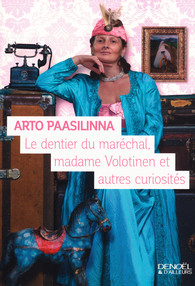 ARTO PAASILINNA
Le dentier du maréchal,
madame Volotinen et
autres curiosités
DENOËL
& D'AILLEURS